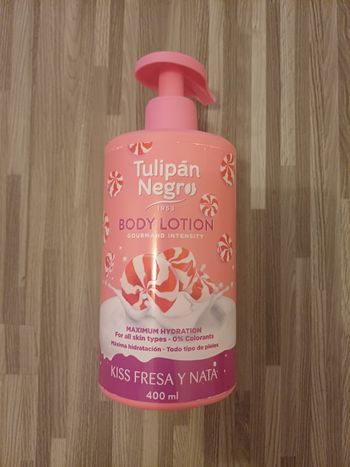 Tulipán
Negro
1953
BODY LOTION
GOURMAND INTENSITY
MAXIMUM HYDRATION
For all skin types - 0% Colorants
Máxima hidratación - Todo tipo de pieles
KISS FRESA Y NATA
400 ml